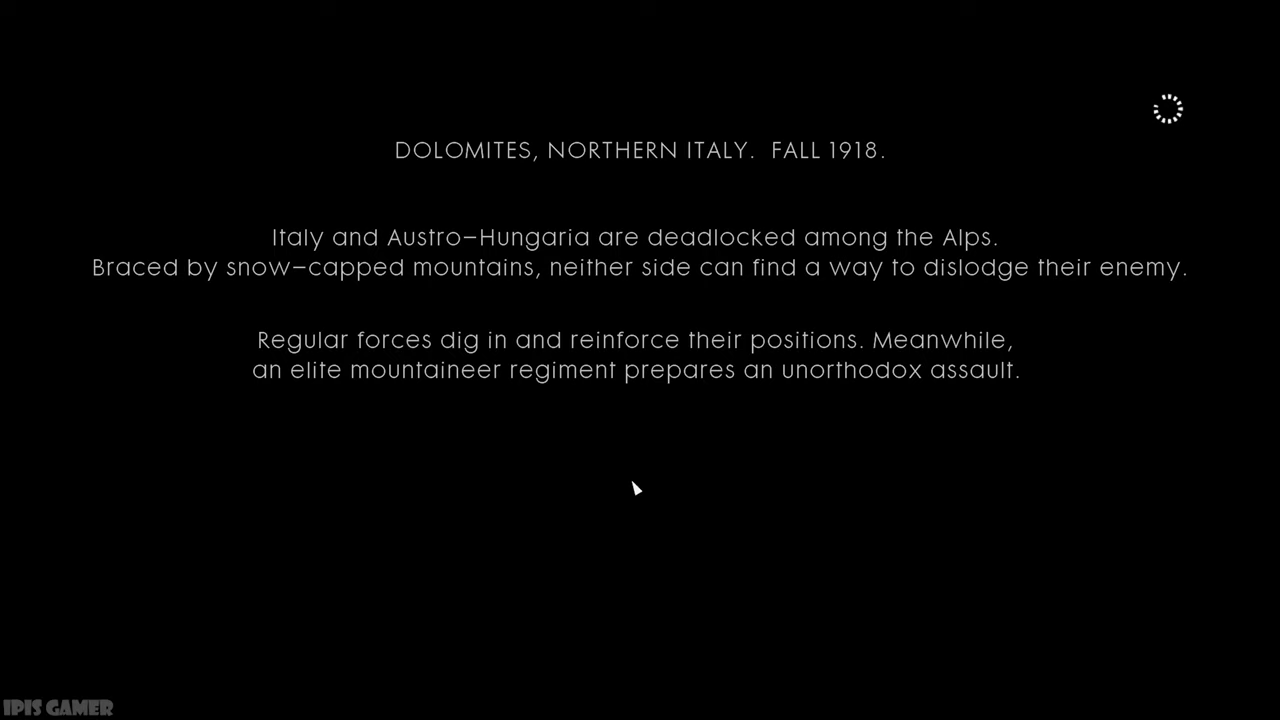 DOLOMITES, NORTHERN ITALY. FALL 1918.
Italy and Austro-Hungaria are deadlocked among the Alps.
Braced by snow-capped mountains, neither side can find a way to dislodge their enemy.
Regular forces dig in and reinforce their positions. Meanwhile,
an elite mountaineer regiment prepares an unorthodox assault.
IPIS GAMER